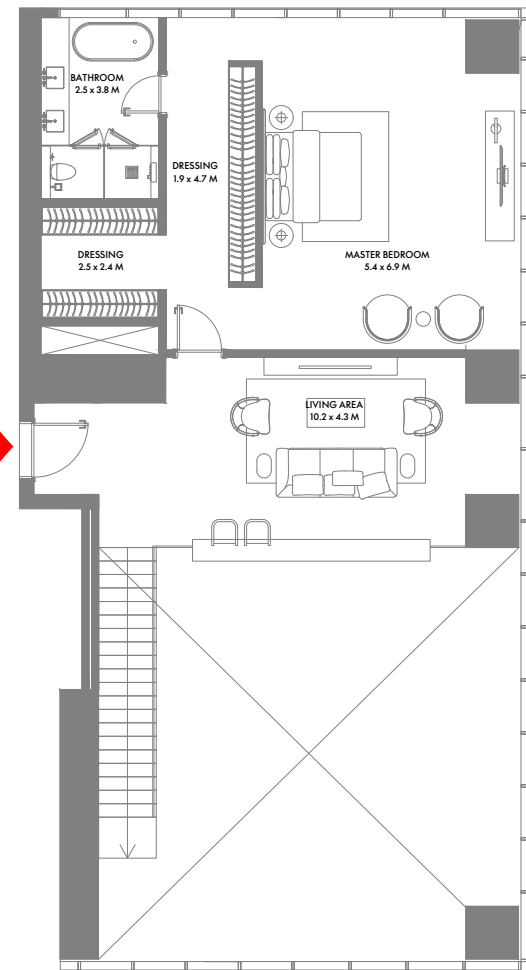 BATHROOM
2.5 x 3.8 M
DRESSING
1.9 x 4.7 M
DRESSING
2.5 x 2.4 M
MASTER BEDROOM
5.4 x 6.9 M
LIVING AREA
10.2 x 4.3 M